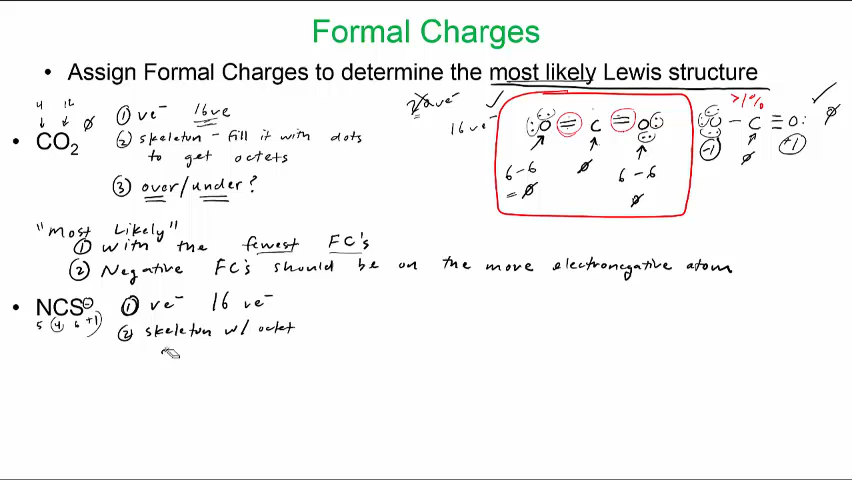 Formal Charges
• Assign Formal Charges to determine the most likely Lewis structure
4 12
• CO₂ ∅
① ve⁻ 16ve
② skeleton - fill it with dots
to get octets
③ over/under?
16 ve⁻
O = C = O
6-6 ∅ 6-6
= ∅ ∅
>1%
O - C ≡ O: ∅
-1 ∅ +1
"Most Likely"
① with the fewest FC's
② Negative FC's should be on the more electronegative atom
• NCS⁻ ① ve⁻ 16 ve⁻
5 4 6 +1
② skeleton w/ octet